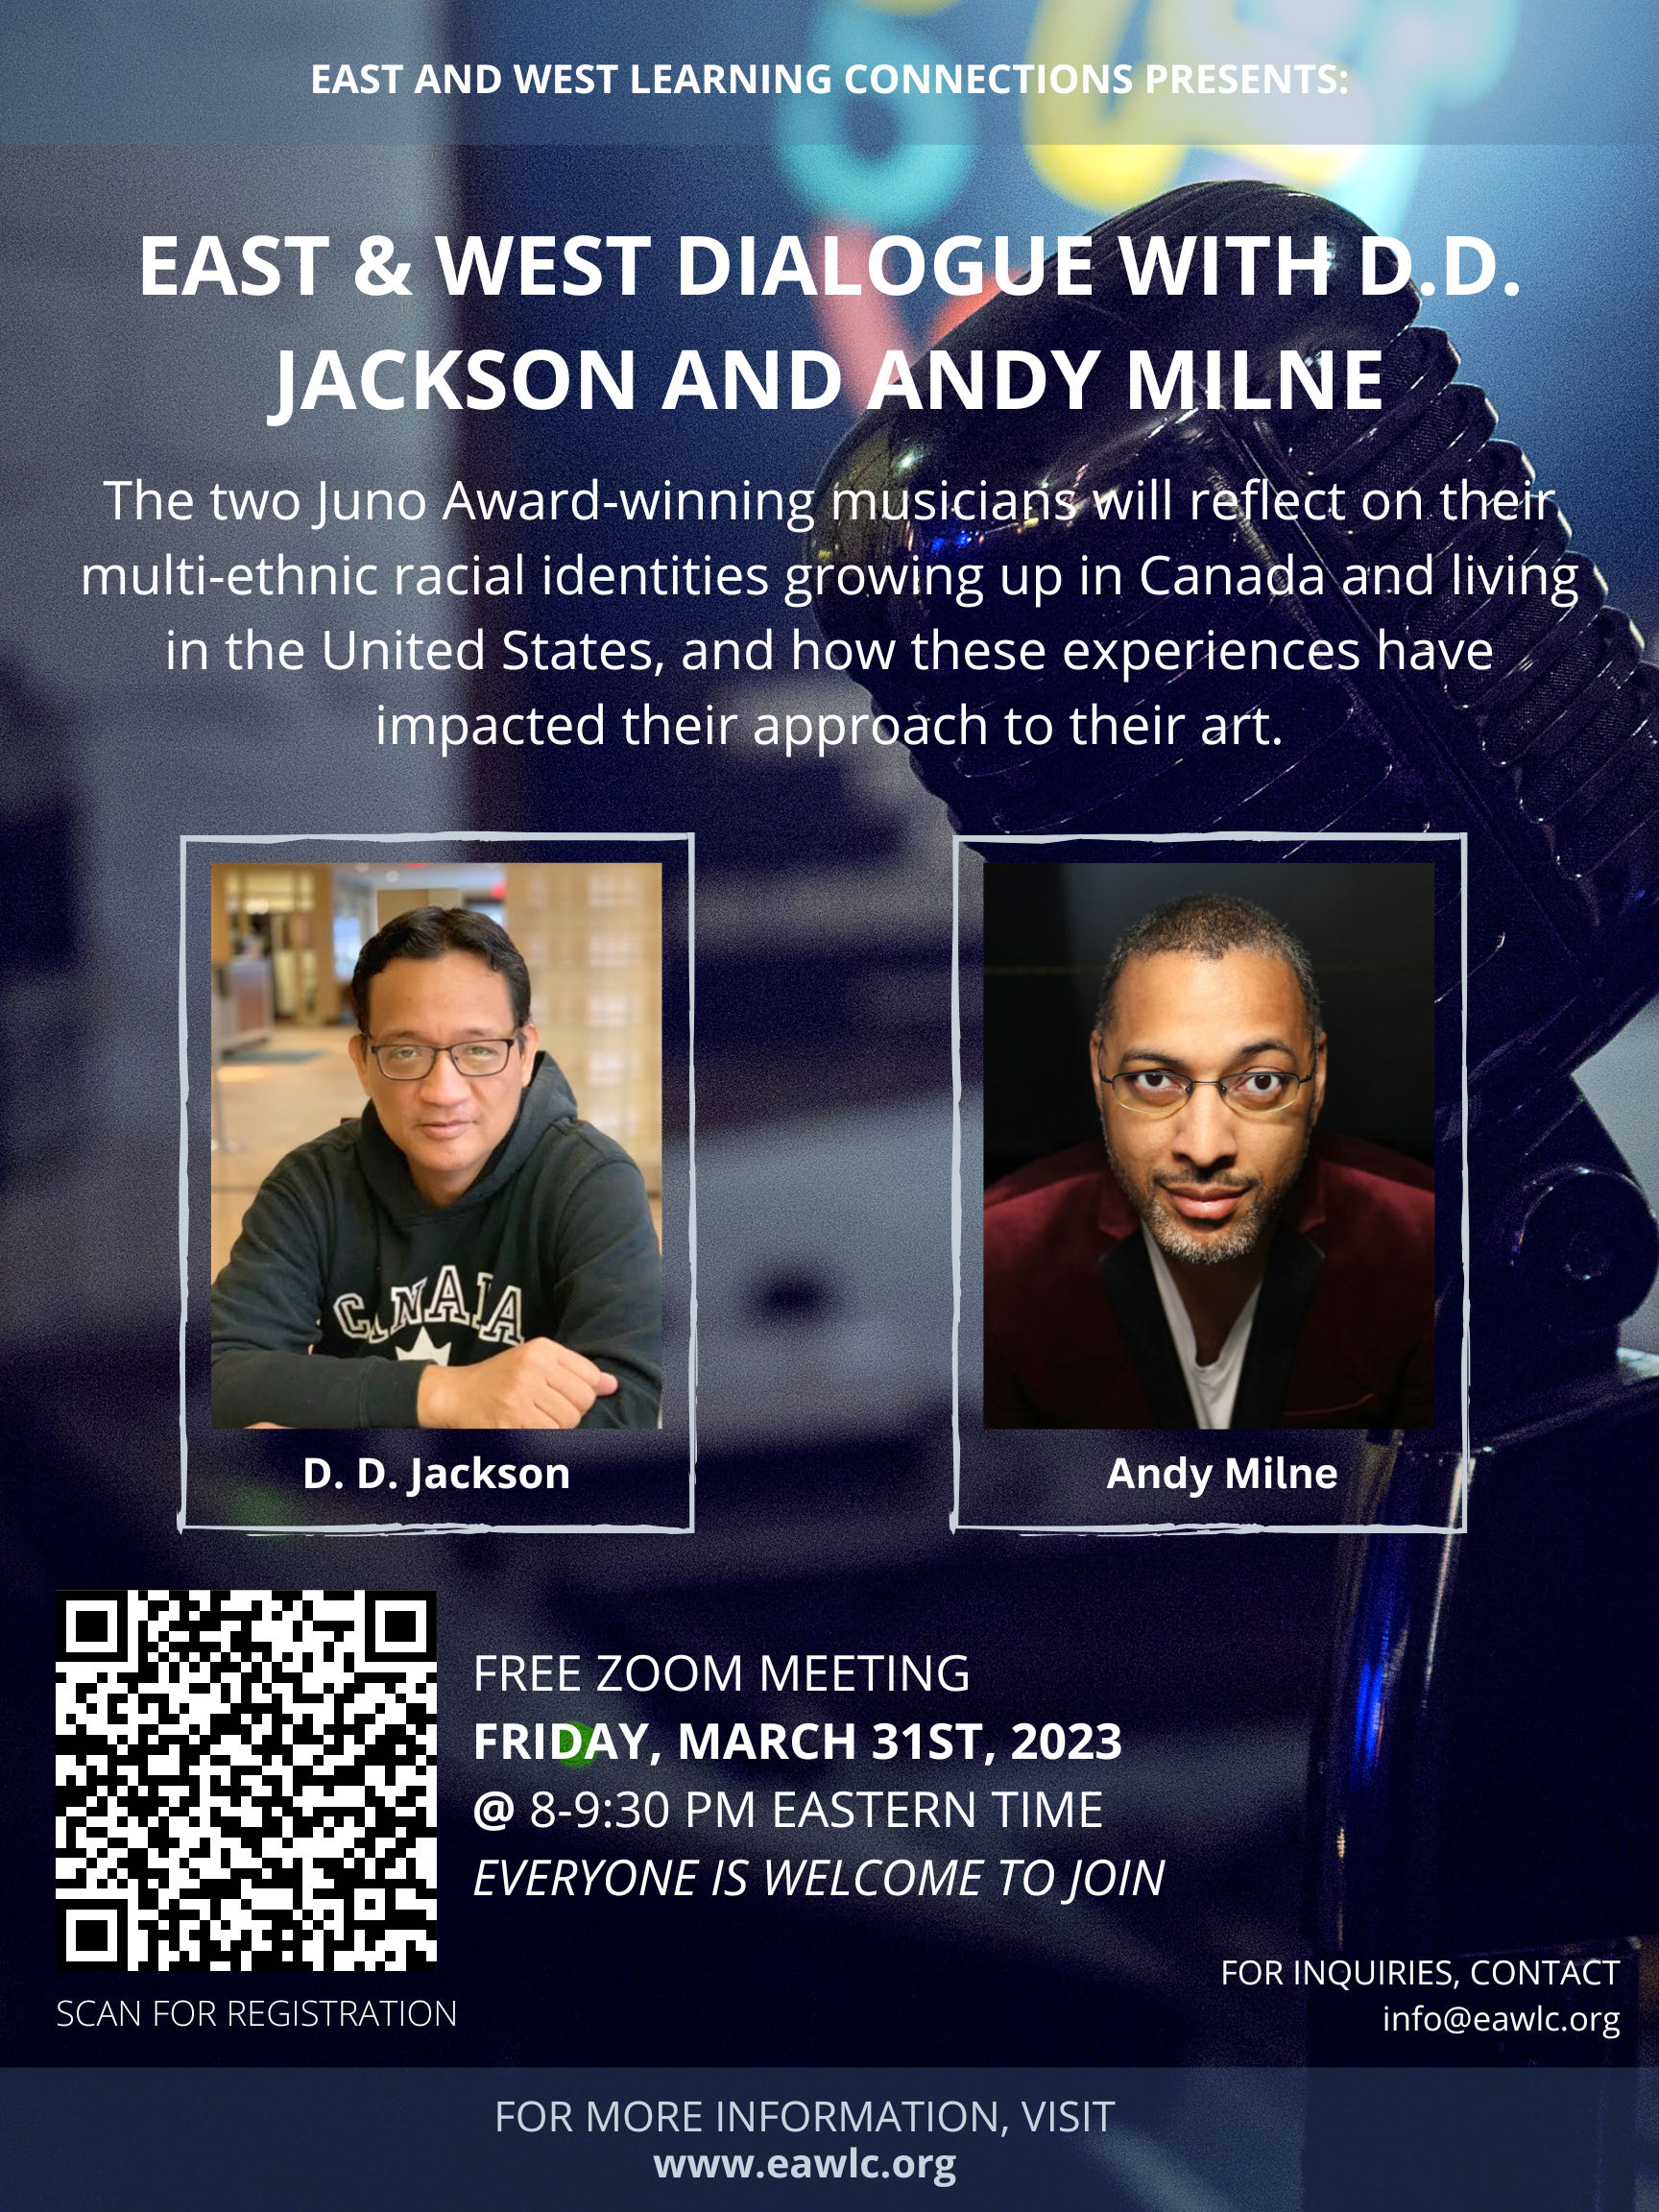 EAST AND WEST LEARNING CONNECTIONS PRESENTS:
EAST & WEST DIALOGUE WITH D.D.
JACKSON AND ANDY MILNE
The two Juno Award-winning musicians will reflect on their
multi-ethnic racial identities growing up in Canada and living
in the United States, and how these experiences have
impacted their approach to their art.
CANADA
D. D. Jackson
Andy Milne
FREE ZOOM MEETING
FRIDAY, MARCH 31ST, 2023
@ 8-9:30 PM EASTERN TIME
EVERYONE IS WELCOME TO JOIN
SCAN FOR REGISTRATION
FOR INQUIRIES, CONTACT
info@eawlc.org
FOR MORE INFORMATION, VISIT
www.eawlc.org